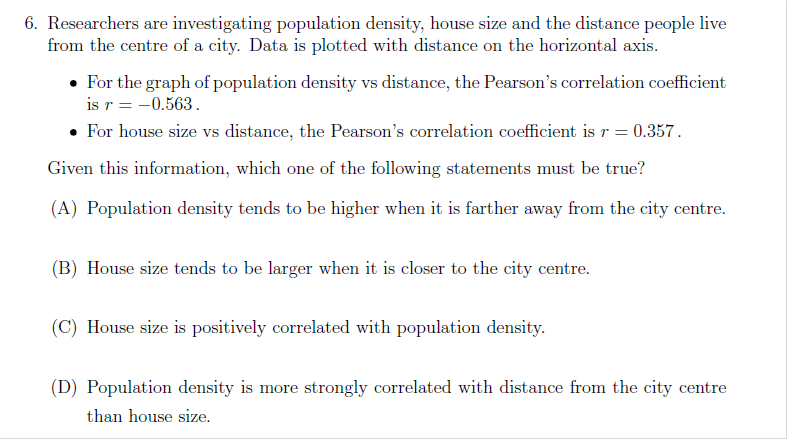 6. Researchers are investigating population density, house size and the distance people live
from the centre of a city. Data is plotted with distance on the horizontal axis.
• For the graph of population density vs distance, the Pearson's correlation coefficient
is r = −0.563.
• For house size vs distance, the Pearson's correlation coefficient is r = 0.357.
Given this information, which one of the following statements must be true?
(A) Population density tends to be higher when it is farther away from the city centre.
(B) House size tends to be larger when it is closer to the city centre.
(C) House size is positively correlated with population density.
(D) Population density is more strongly correlated with distance from the city centre
than house size.